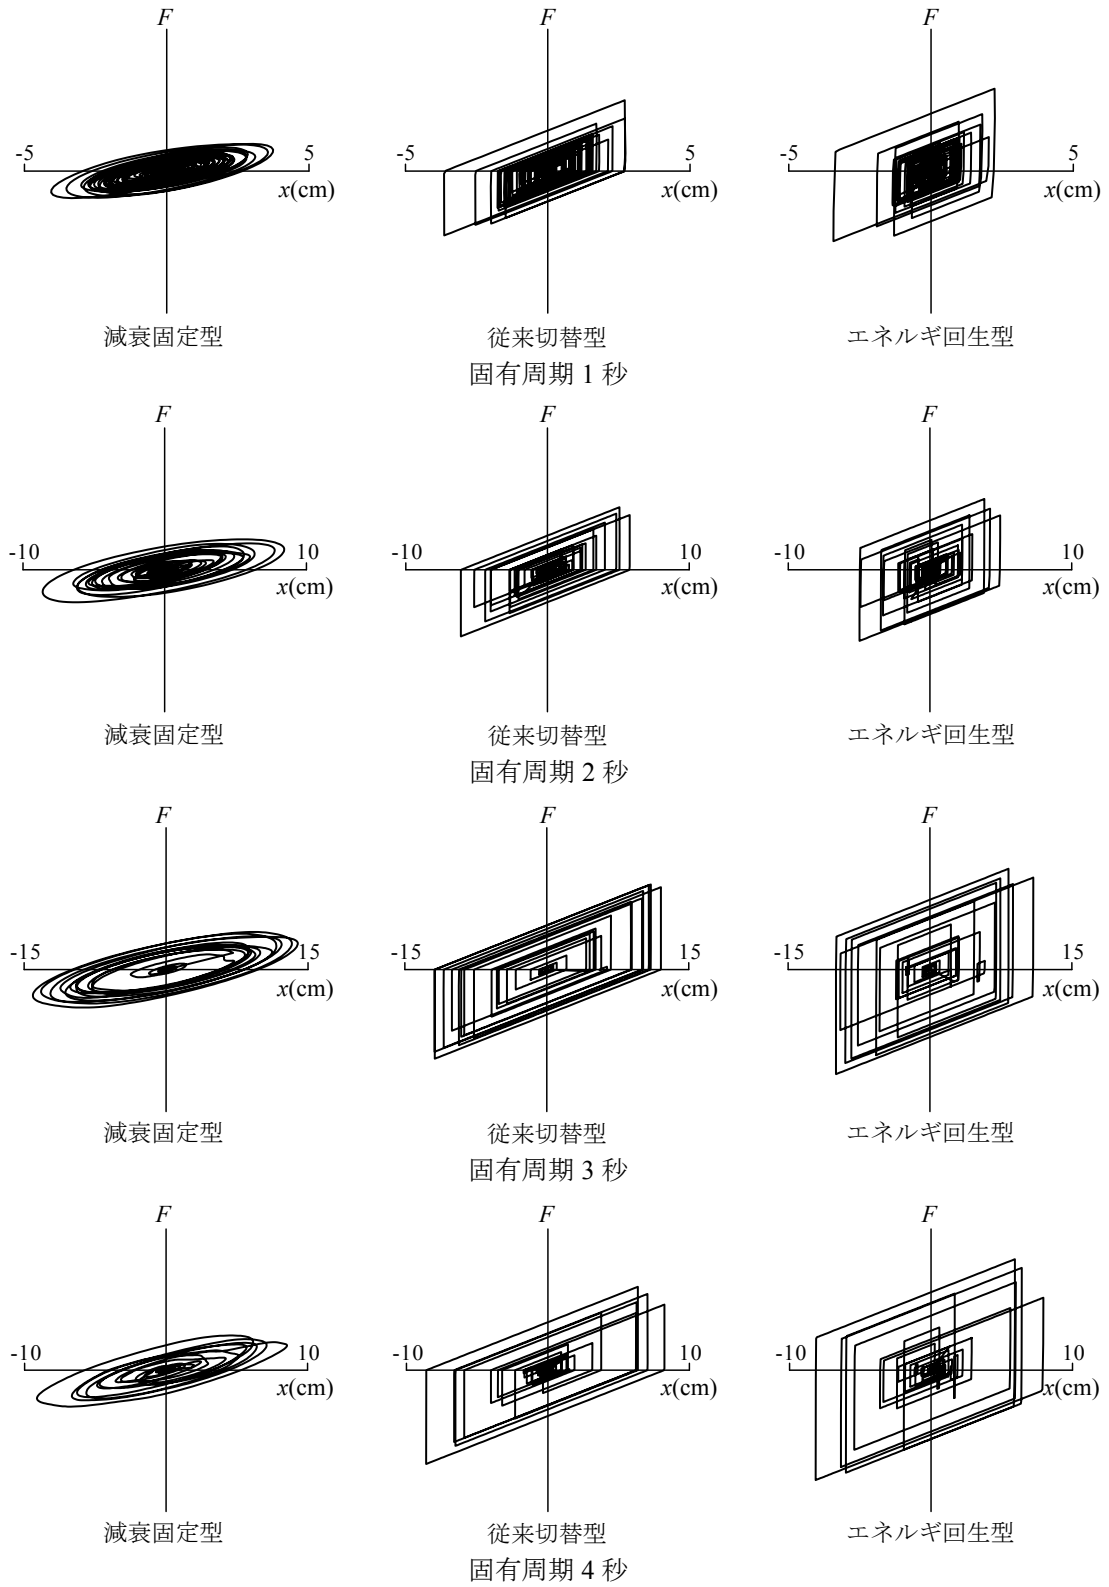 F F F
-5 5 -5 5 -5 5
x(cm) x(cm) x(cm)
減衰固定型 従来切替型 エネルギ回生型
固有周期 1 秒
F F F
-10 10 -10 10 -10 10
x(cm) x(cm) x(cm)
減衰固定型 従来切替型 エネルギ回生型
固有周期 2 秒
F F F
-15 15 -15 15 -15 15
x(cm) x(cm) x(cm)
減衰固定型 従来切替型 エネルギ回生型
固有周期 3 秒
F F F
-10 10 -10 10 -10 10
x(cm) x(cm) x(cm)
減衰固定型 従来切替型 エネルギ回生型
固有周期 4 秒